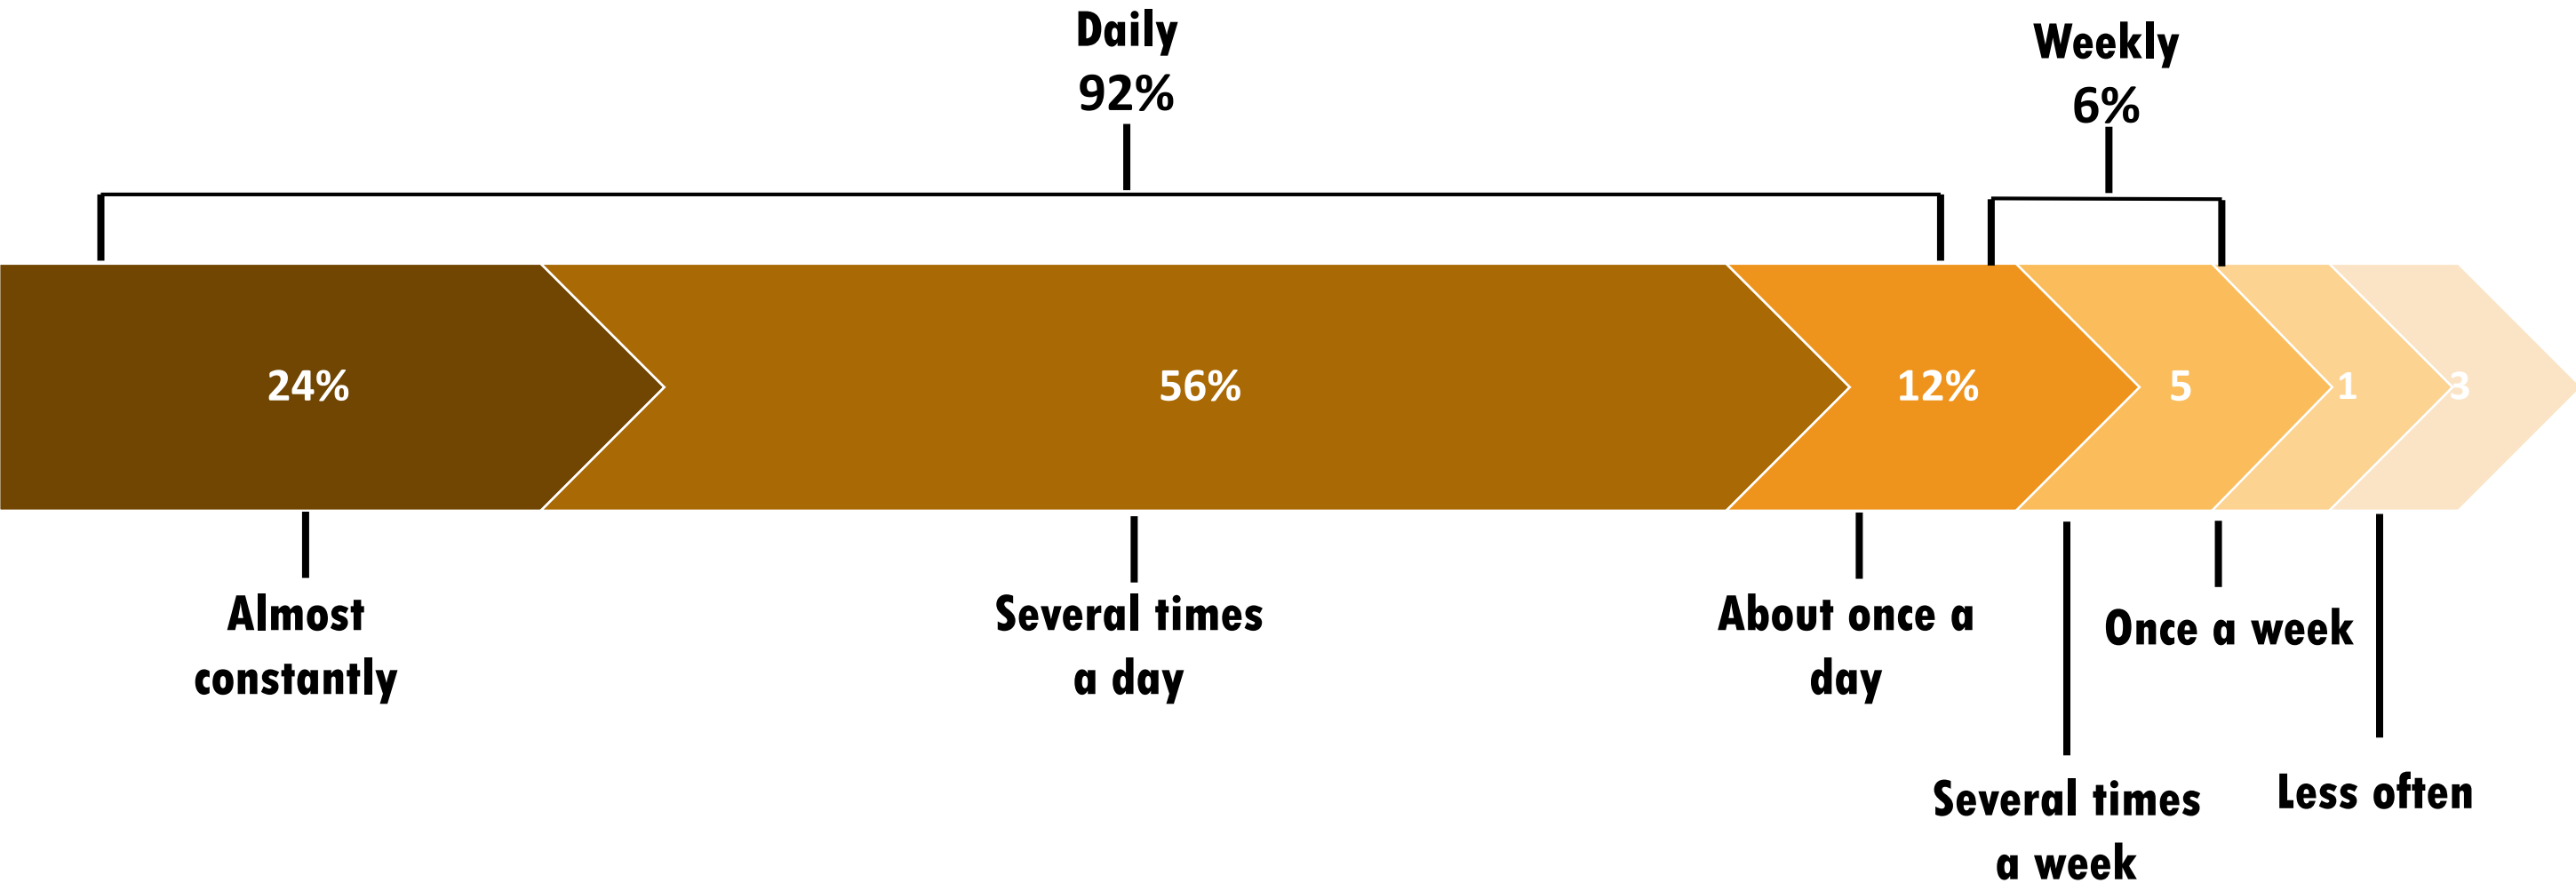 Daily
92%
Weekly
6%
24%
56%
12%
5
1
3
Almost
constantly
Several times
a day
About once a
day
Once a week
Several times
a week
Less often